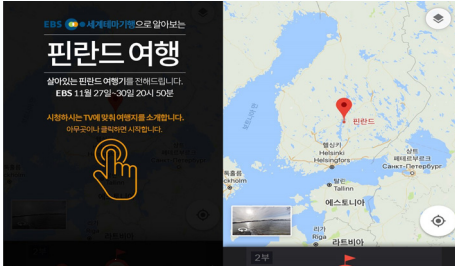 EBS 세계테마기행으로 알아보는
핀란드 여행
살아있는 핀란드 여행기를 전해드립니다.
EBS 11월 27일~30일 20시 50분
시청하시는 TV에 맞춰 여행지를 소개합니다.
아무곳이나 클릭하면 시작합니다.
핀란드
헬싱키
Helsinki
Helsingfors
상트
페테르부르크
Санкт-Петербург
탈린
Tallinn
에스토니아
톡홀름
ckholm
리가
Riga
라트비아
2부